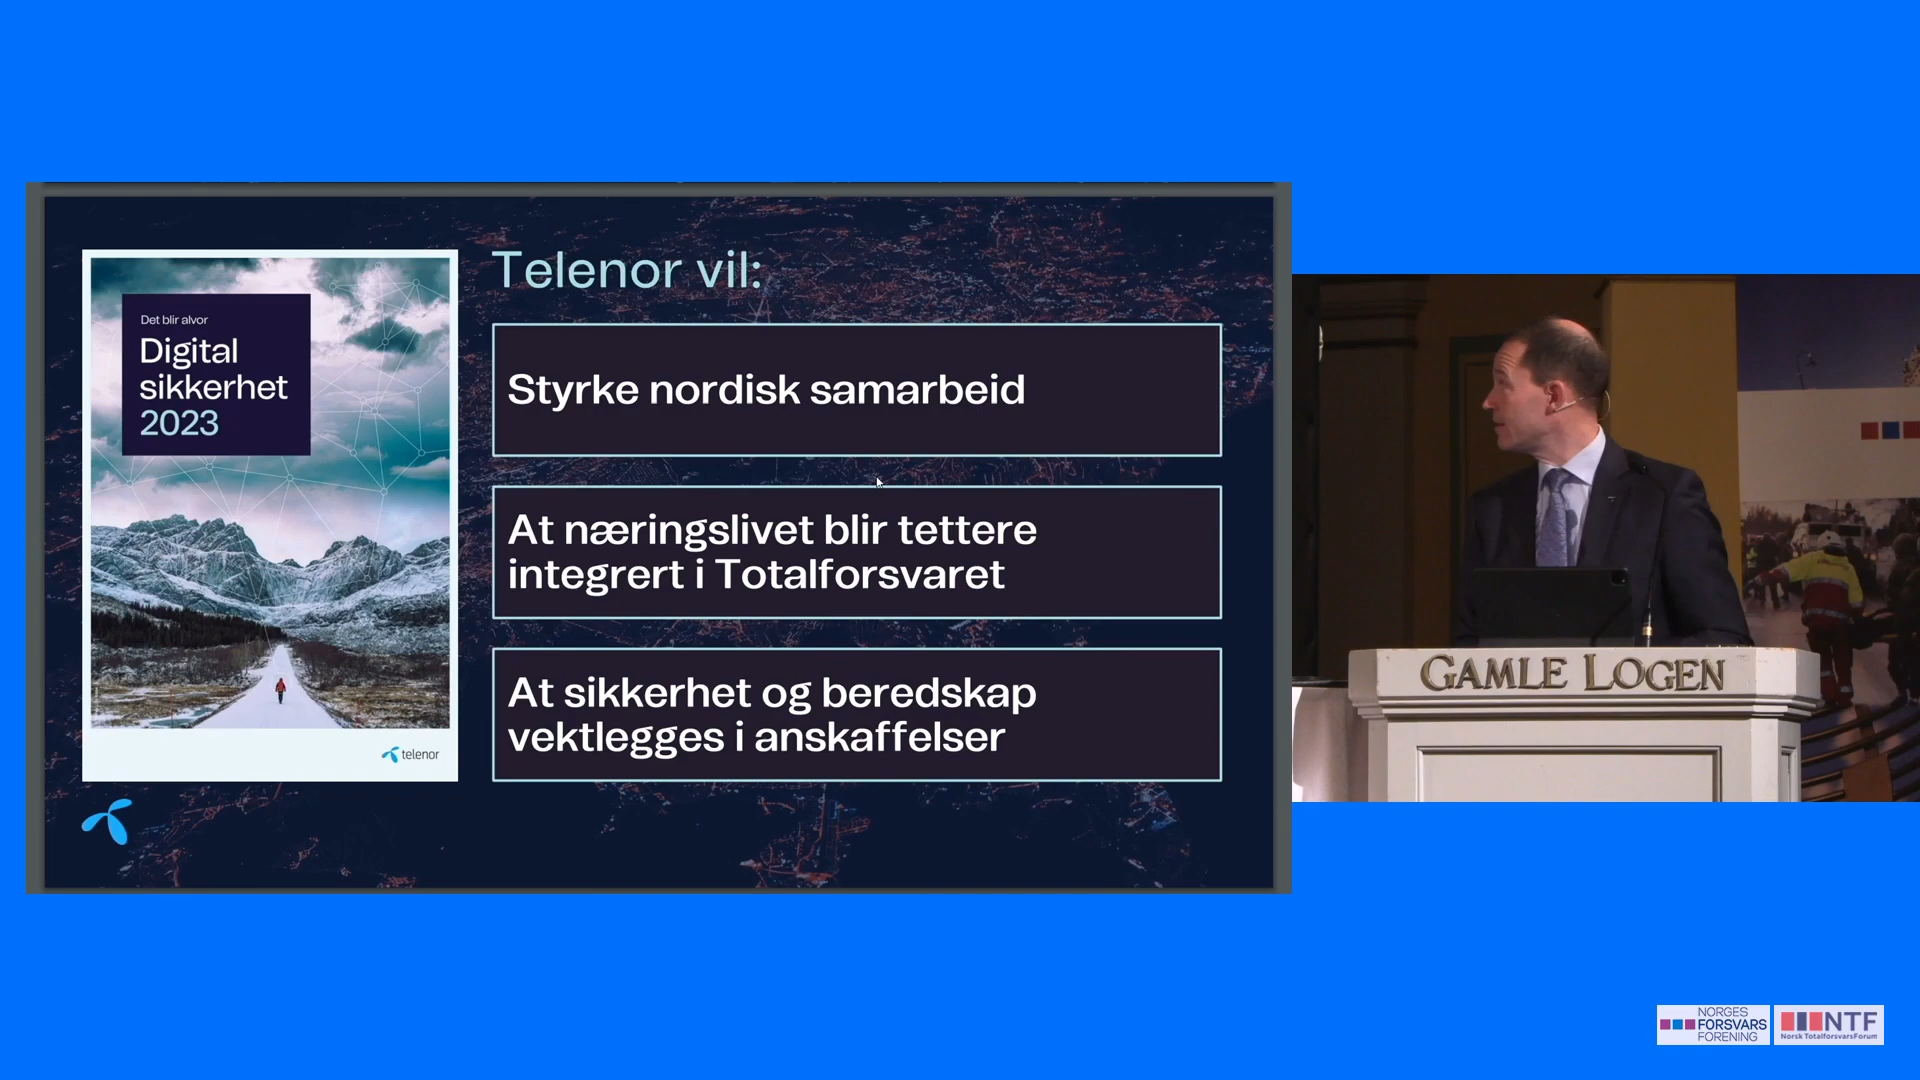 Telenor vil:
Det blir alvor
Digital
sikkerhet
2023
telenor
Styrke nordisk samarbeid
At næringslivet blir tettere
integrert i Totalforsvaret
At sikkerhet og beredskap
vektlegges i anskaffelser
GAMLE LOGEN
NORGES
FORSVARS
FORENING
NTF
Norsk TotalforsvarsForum